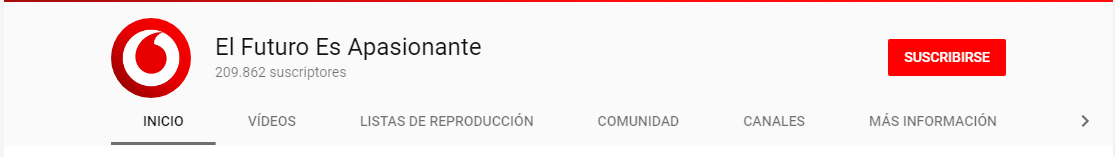 El Futuro Es Apasionante
209.862 suscriptores
SUSCRIBIRSE
INICIO VÍDEOS LISTAS DE REPRODUCCIÓN COMUNIDAD CANALES MÁS INFORMACIÓN